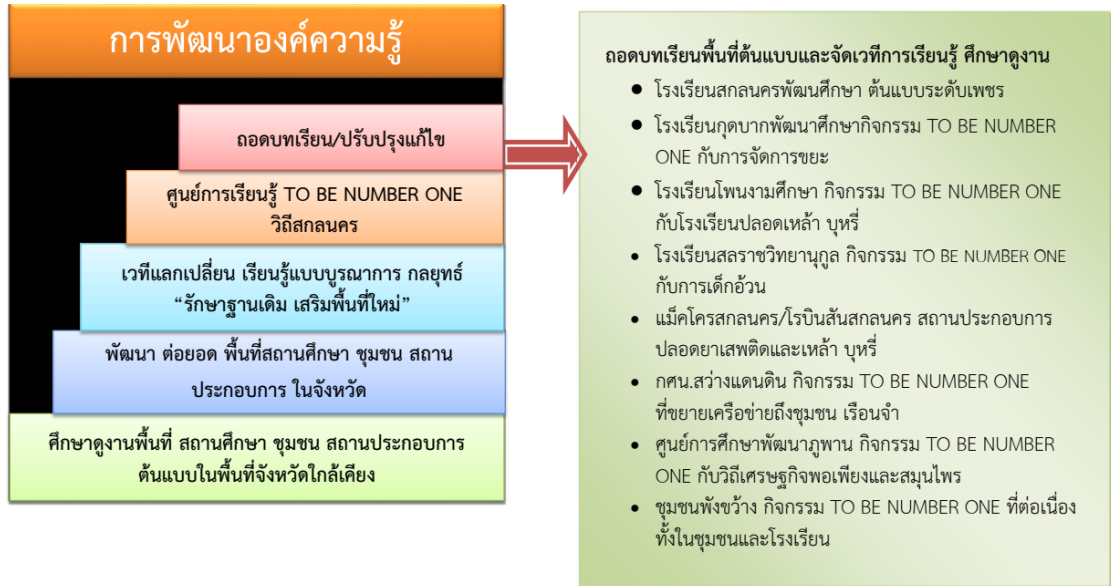 การพัฒนาองค์ความรู้
ถอดบทเรียน/ปรับปรุงแก้ไข
ศูนย์การเรียนรู้ TO BE NUMBER ONE
วิถีสกลนคร
เวทีแลกเปลี่ยน เรียนรู้แบบบูรณาการ กลยุทธ์
“รักษาฐานเดิม เสริมพื้นที่ใหม่”
พัฒนา ต่อยอด พื้นที่สถานศึกษา ชุมชน สถาน
ประกอบการ ในจังหวัด
ศึกษาดูงานพื้นที่ สถานศึกษา ชุมชน สถานประกอบการ
ต้นแบบในพื้นที่จังหวัดใกล้เคียง
ถอดบทเรียนพื้นที่ต้นแบบและจัดเวทีการเรียนรู้ ศึกษาดูงาน
● โรงเรียนสกลนครพัฒนศึกษา ต้นแบบระดับเพชร
● โรงเรียนกุดบากพัฒนาศึกษากิจกรรม TO BE NUMBER
ONE กับการจัดการขยะ
● โรงเรียนโพนงามศึกษา กิจกรรม TO BE NUMBER ONE
กับโรงเรียนปลอดเหล้า บุหรี่
• โรงเรียนสลราชวิทยานุกูล กิจกรรม TO BE NUMBER ONE
กับการเด็กอ้วน
• แม็คโครสกลนคร/โรบินสันสกลนคร สถานประกอบการ
ปลอดยาเสพติดและเหล้า บุหรี่
• กศน.สว่างแดนดิน กิจกรรม TO BE NUMBER ONE
ที่ขยายเครือข่ายถึงชุมชน เรือนจำ
• ศูนย์การศึกษาพัฒนาภูพาน กิจกรรม TO BE NUMBER
ONE กับวิถีเศรษฐกิจพอเพียงและสมุนไพร
• ชุมชนพังขว้าง กิจกรรม TO BE NUMBER ONE ที่ต่อเนื่อง
ทั้งในชุมชนและโรงเรียน